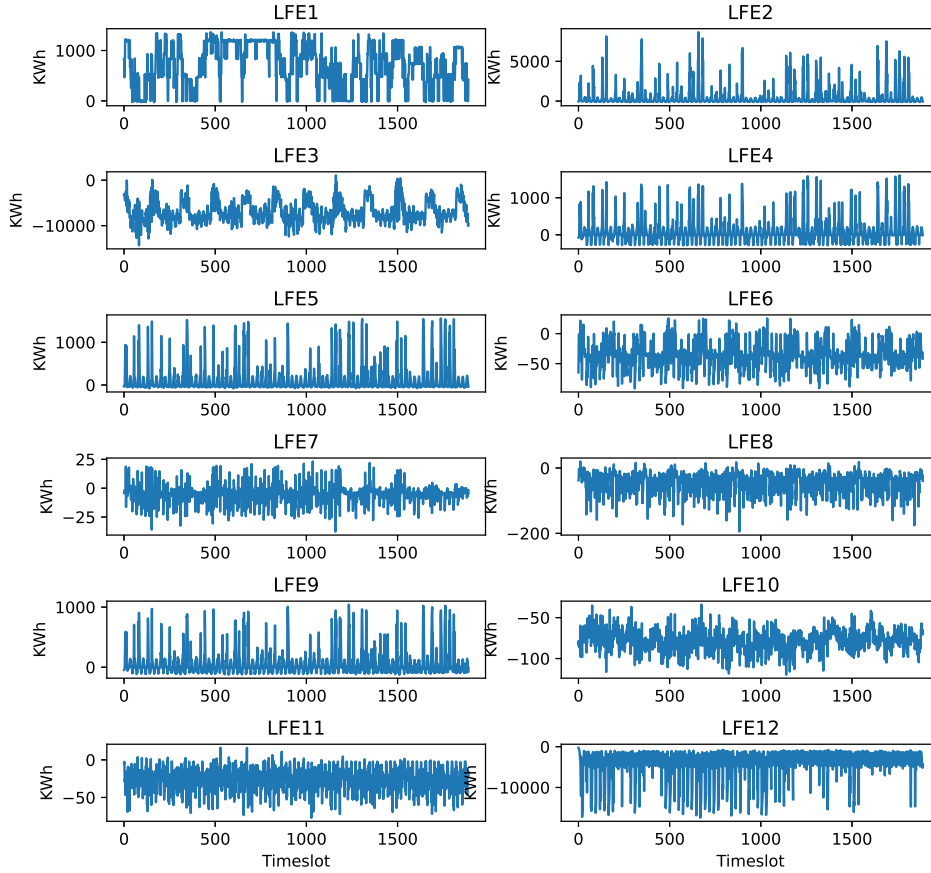 LFE1
KWh
1000
0
0
500
1000
1500
LFE2
KWh
5000
0
0
500
1000
1500
LFE3
KWh
0
−10000
0
500
1000
1500
LFE4
KWh
1000
0
0
500
1000
1500
LFE5
KWh
1000
0
0
500
1000
1500
LFE6
KWh
0
−50
0
500
1000
1500
LFE7
KWh
25
0
−25
0
500
1000
1500
LFE8
KWh
0
−200
0
500
1000
1500
LFE9
KWh
1000
0
0
500
1000
1500
LFE10
KWh
−50
−100
0
500
1000
1500
LFE11
KWh
0
−50
0
500
1000
1500
Timeslot
LFE12
KWh
0
−10000
0
500
1000
1500
Timeslot